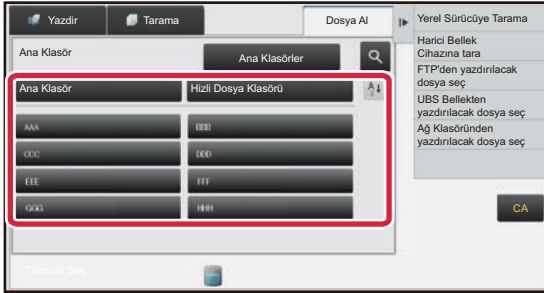 Yazdir
Tarama
Dosya Al
Ana Klasör
Ana Klasörler
Ana Klasör
Hizli Dosya Klasörü
AAA
BBB
CCC
DDD
EEE
FFF
GGG
HHH
Tümünü Seç
Yerel Sürücüye Tarama
Harici Bellek
Cihazına tara
FTP'den yazdırılacak
dosya seç
UBS Bellekten
yazdırılacak dosya seç
Ağ Klasöründen
yazdırılacak dosya seç
CA